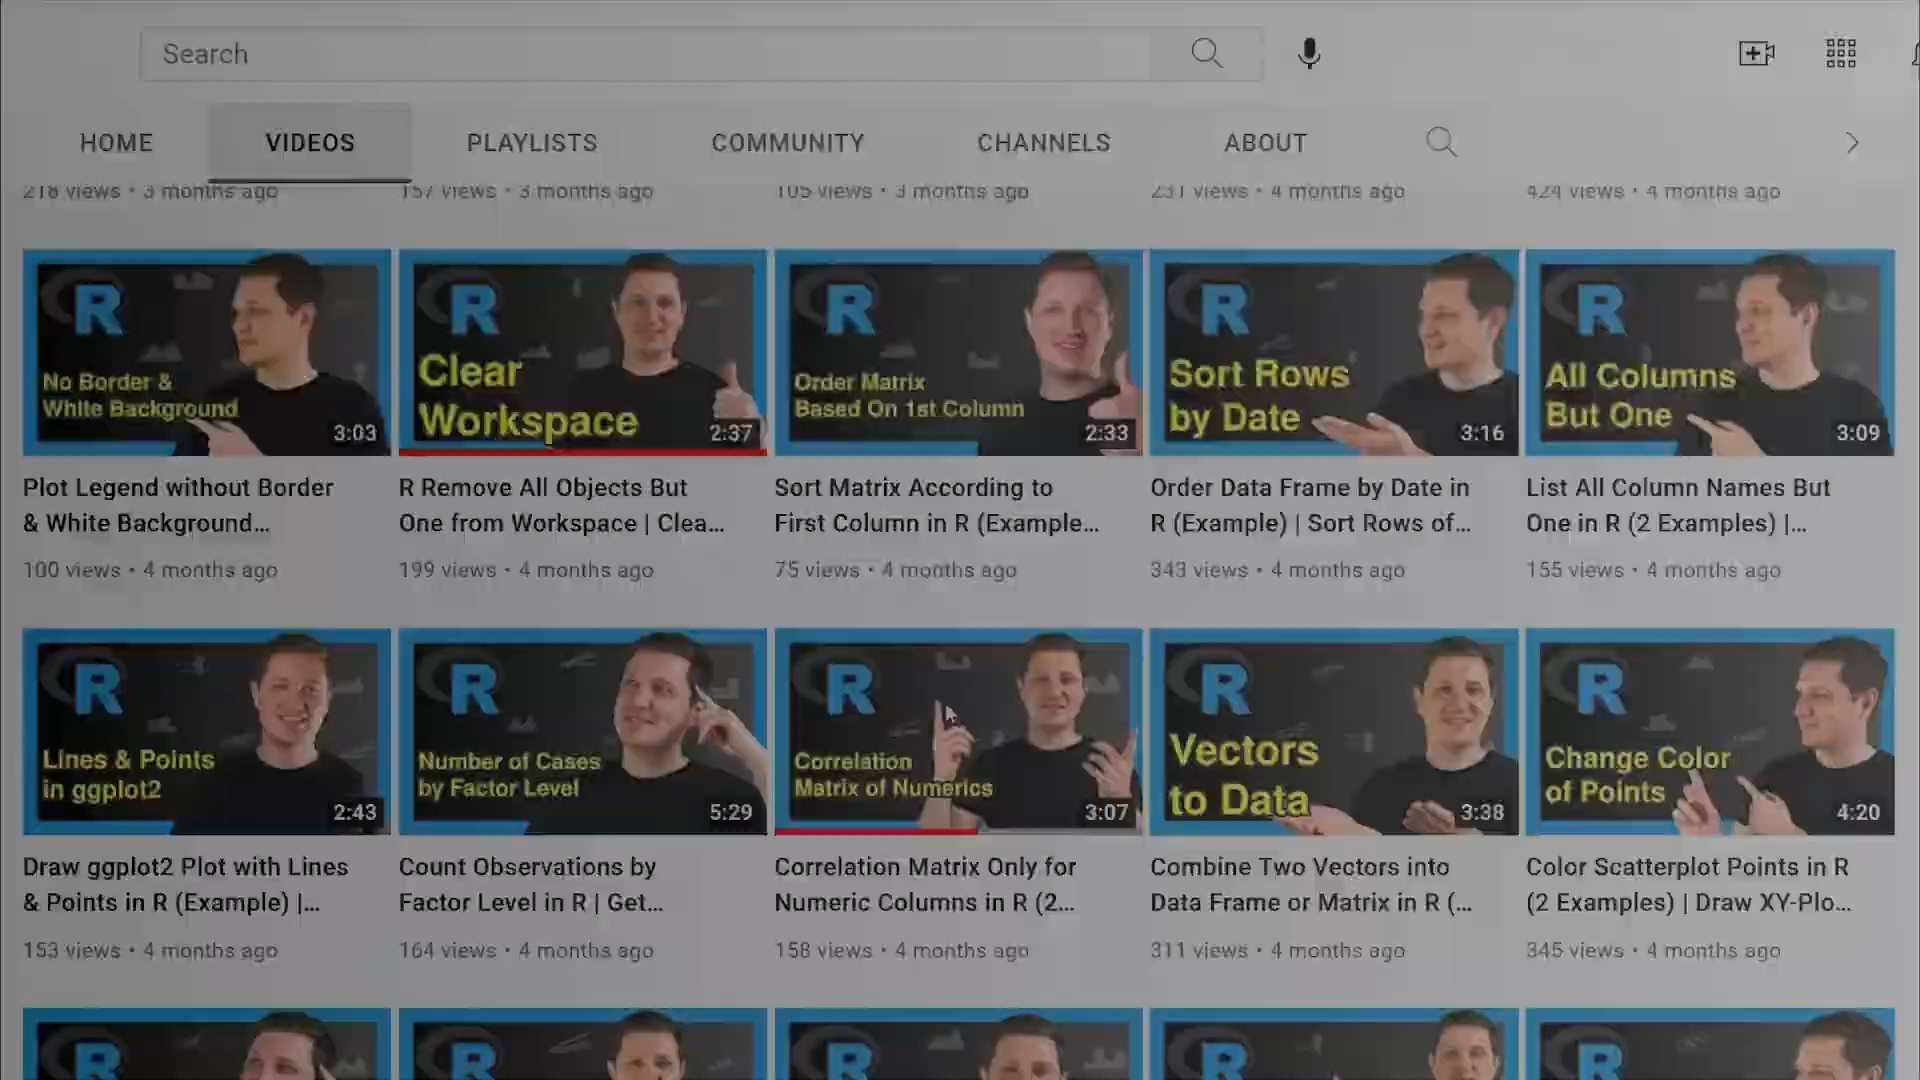 Search
HOME VIDEOS PLAYLISTS COMMUNITY CHANNELS ABOUT
218 views • 3 months ago
157 views • 3 months ago
105 views • 3 months ago
231 views • 4 months ago
424 views • 4 months ago
R
No Border &
White Background
3:03
R
Clear
Workspace
2:37
R
Order Matrix
Based On 1st Column
2:33
R
Sort Rows
by Date
3:16
R
All Columns
But One
3:09
Plot Legend without Border
& White Background...
100 views • 4 months ago
R Remove All Objects But
One from Workspace | Clea...
199 views • 4 months ago
Sort Matrix According to
First Column in R (Example...
75 views • 4 months ago
Order Data Frame by Date in
R (Example) | Sort Rows of...
343 views • 4 months ago
List All Column Names But
One in R (2 Examples) |...
155 views • 4 months ago
R
Lines & Points
in ggplot2
2:43
R
Number of Cases
by Factor Level
5:29
R
Correlation
Matrix of Numerics
3:07
R
Vectors
to Data
3:38
R
Change Color
of Points
4:20
Draw ggplot2 Plot with Lines
& Points in R (Example) |...
153 views • 4 months ago
Count Observations by
Factor Level in R | Get...
164 views • 4 months ago
Correlation Matrix Only for
Numeric Columns in R (2...
158 views • 4 months ago
Combine Two Vectors into
Data Frame or Matrix in R (...
311 views • 4 months ago
Color Scatterplot Points in R
(2 Examples) | Draw XY-Plo...
345 views • 4 months ago
R
R
R
R
R